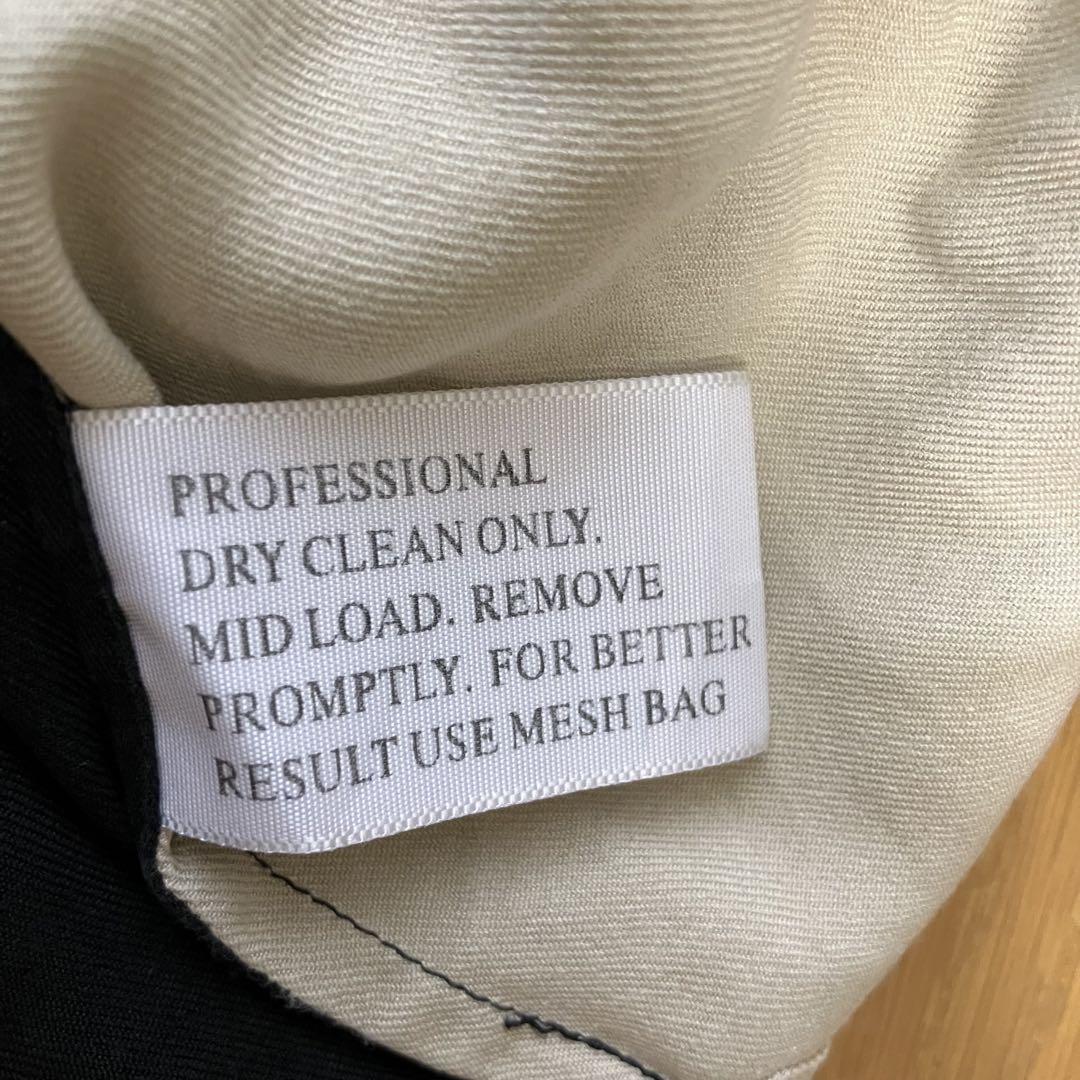 PROFESSIONAL
DRY CLEAN ONLY.
MID LOAD. REMOVE
PROMPTLY. FOR BETTER
RESULT USE MESH BAG